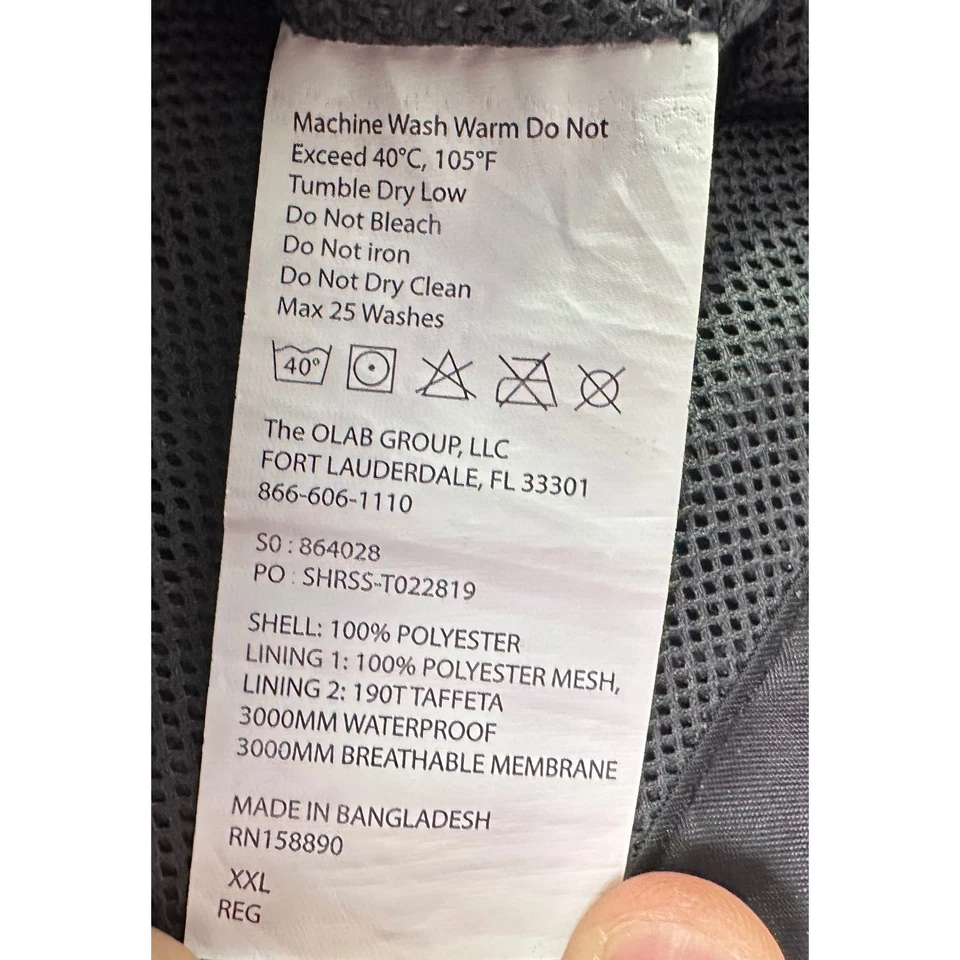 Machine Wash Warm Do Not
Exceed 40°C, 105°F
Tumble Dry Low
Do Not Bleach
Do Not iron
Do Not Dry Clean
Max 25 Washes
40°
The OLAB GROUP, LLC
FORT LAUDERDALE, FL 33301
866-606-1110
S0 : 864028
PO : SHRSS-T022819
SHELL: 100% POLYESTER
LINING 1: 100% POLYESTER MESH,
LINING 2: 190T TAFFETA
3000MM WATERPROOF
3000MM BREATHABLE MEMBRANE
MADE IN BANGLADESH
RN158890
XXL
REG